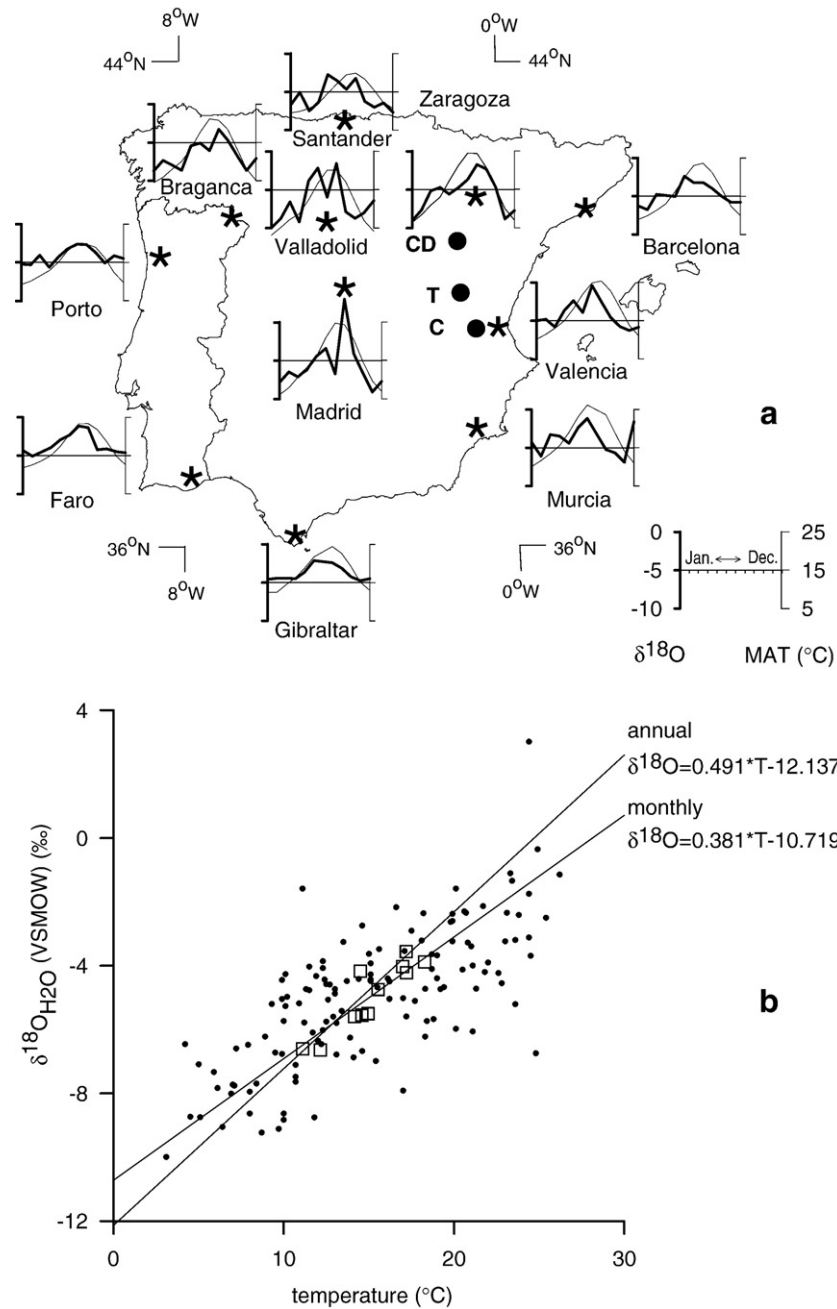 8°W
0°W
44°N
44°N
Zaragoza
Santander
Braganca
Valladolid
CD
Barcelona
Porto
T
C
Valencia
Madrid
a
Faro
Murcia
36°N
36°N
8°W
0°W
Gibraltar
0
25
Jan. ↔ Dec.
-5
15
-10
5
δ18O
MAT (°C)
4
annual
δ18O=0.491*T-12.137
monthly
0
δ18O=0.381*T-10.719
δ18OH2O (VSMOW) (‰)
-4
b
-8
-12
0
10
20
30
temperature (°C)